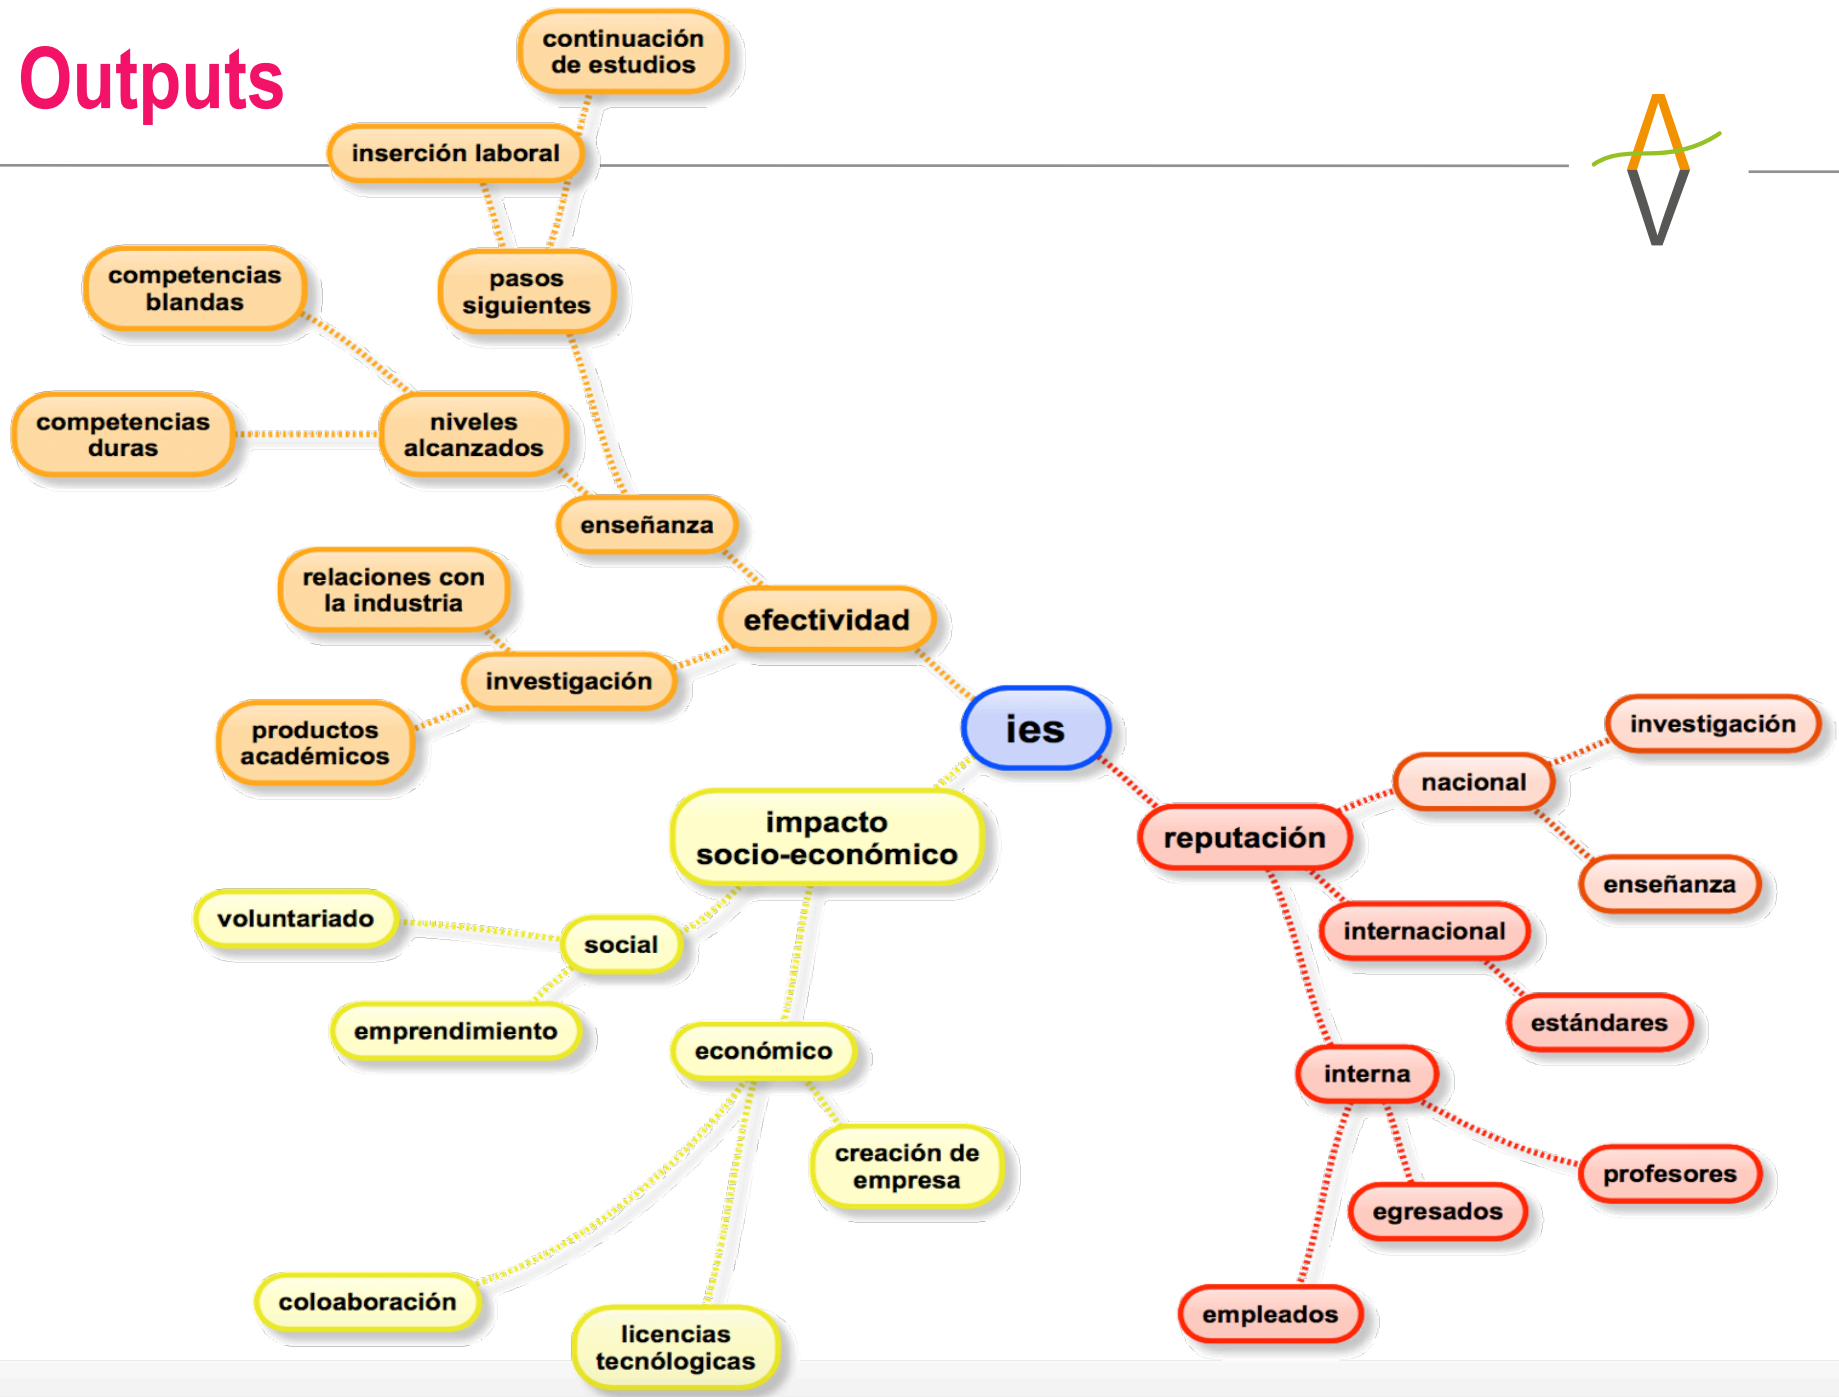 Outputs
continuación
de estudios
inserción laboral
competencias
blandas
pasos
siguientes
competencias
duras
niveles
alcanzados
enseñanza
relaciones con
la industria
efectividad
investigación
productos
académicos
ies
investigación
nacional
reputación
enseñanza
internacional
estándares
interna
profesores
egresados
empleados
impacto
socio-económico
voluntariado
social
emprendimiento
económico
creación de
empresa
coloaboración
licencias
tecnólogicas